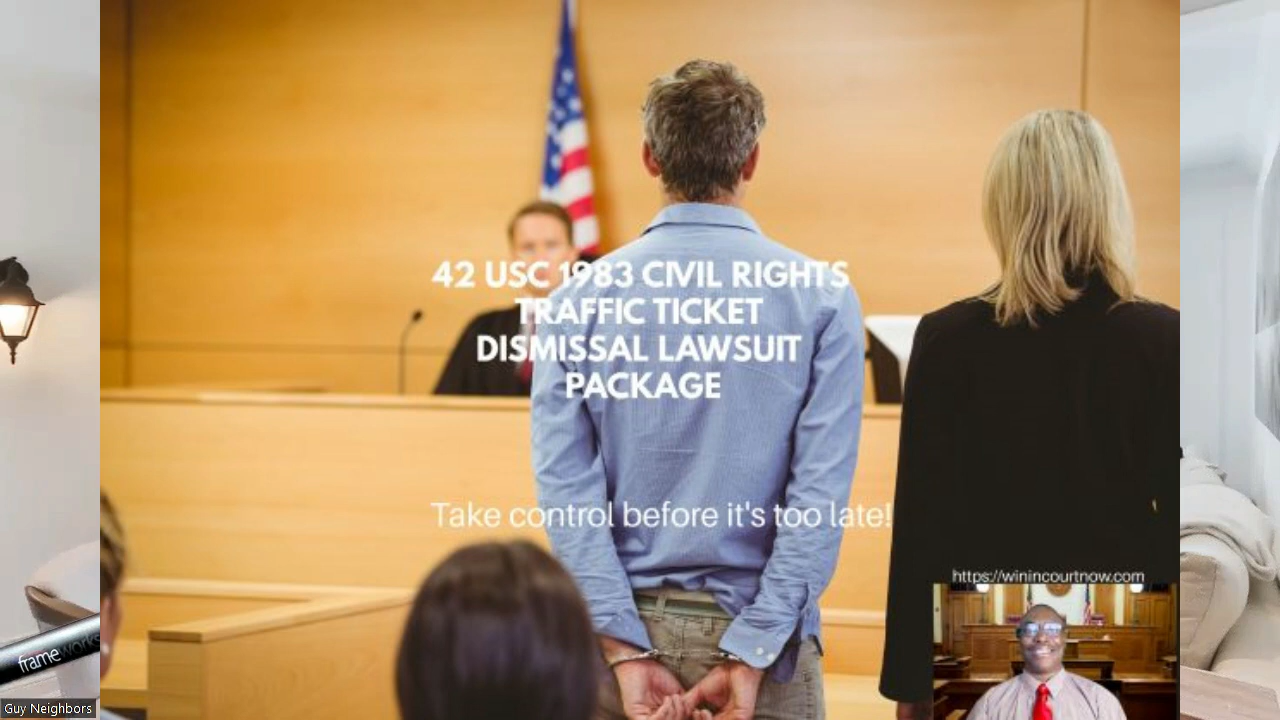 42 USC 1983 CIVIL RIGHTS
TRAFFIC TICKET
DISMISSAL LAWSUIT
PACKAGE
Take control before it's too late!
https://winincourtnow.com
frameworks
Guy Neighbors